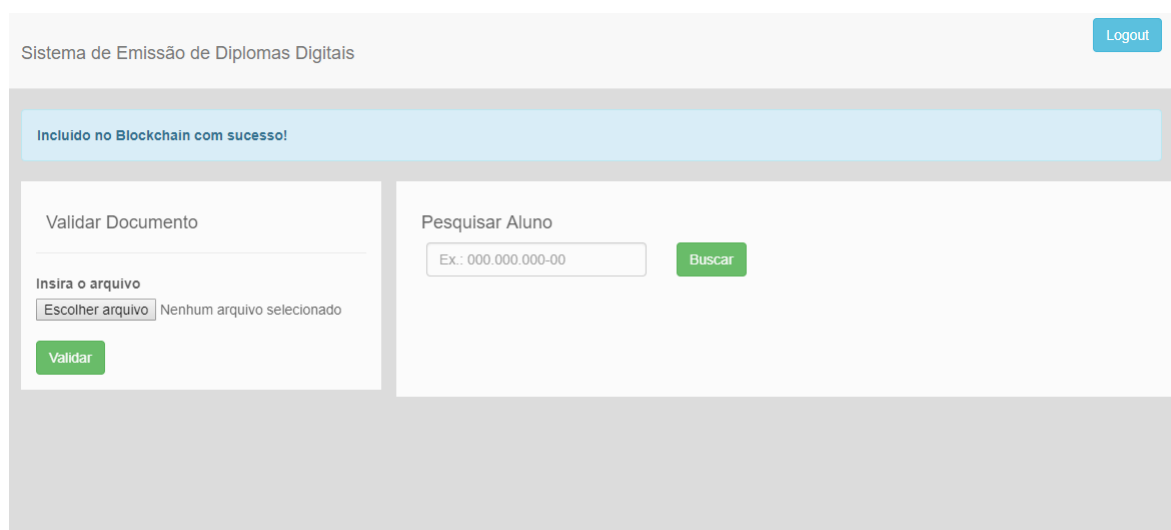 Logout
Sistema de Emissão de Diplomas Digitais
Incluido no Blockchain com sucesso!
Validar Documento
Insira o arquivo
Escolher arquivo Nenhum arquivo selecionado
Validar
Pesquisar Aluno
Ex.: 000.000.000-00
Buscar